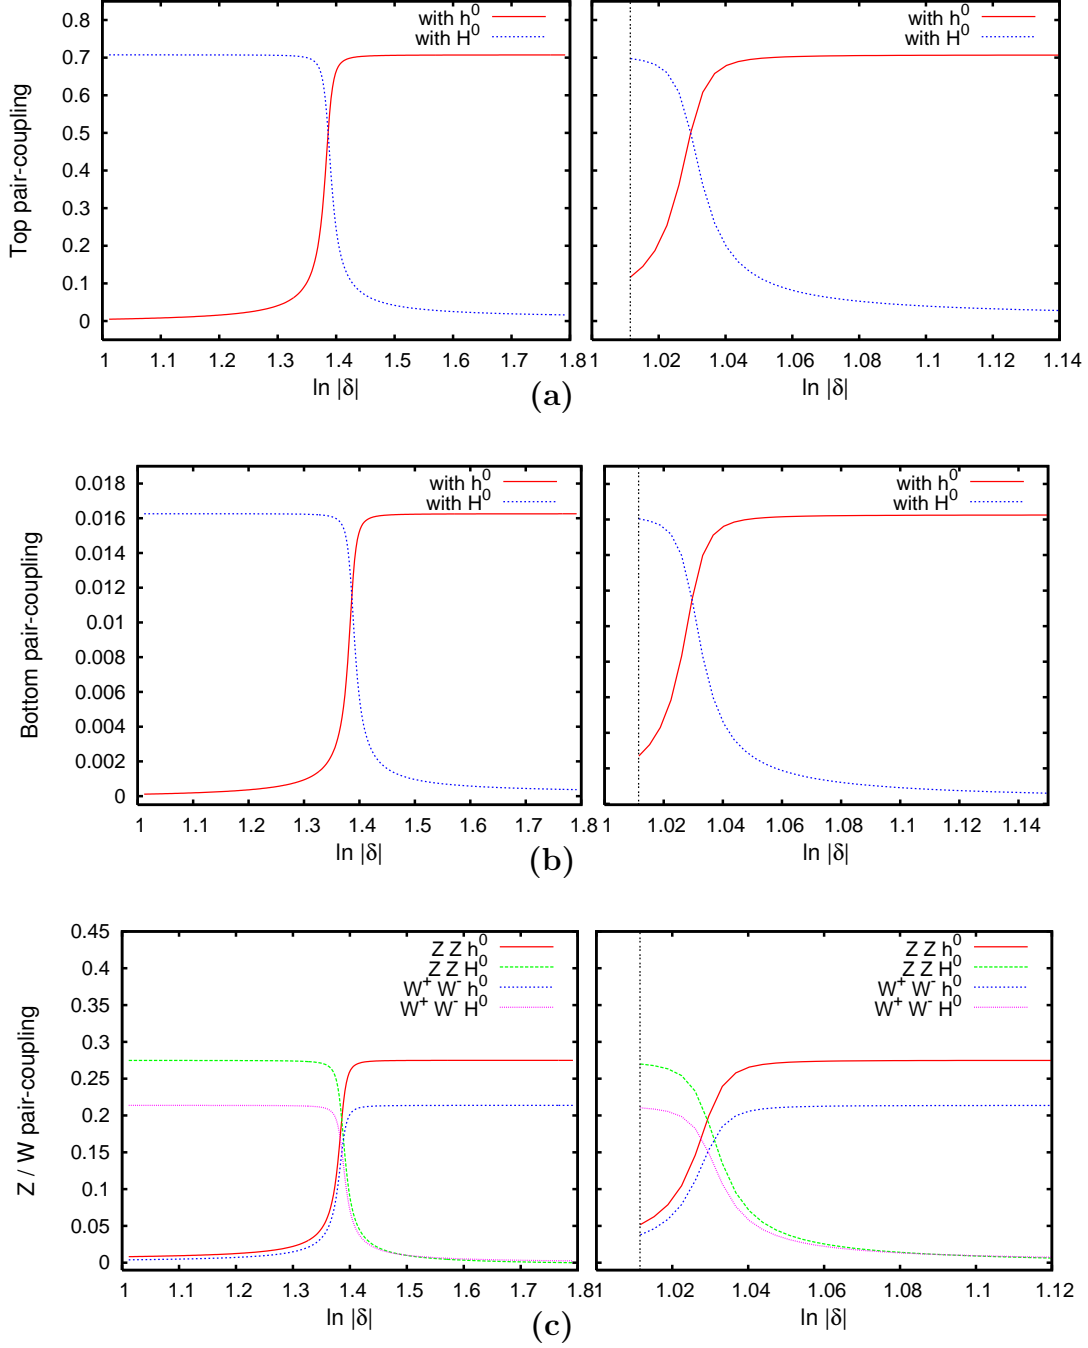 0.8
0.7
0.6
0.5
0.4
0.3
0.2
0.1
0
Top pair-coupling
with h⁰
with H⁰
with h⁰
with H⁰
1 1.1 1.2 1.3 1.4 1.5 1.6 1.7 1.8
1 1.02 1.04 1.06 1.08 1.1 1.12 1.14
ln |δ|
ln |δ|
(a)
0.018
0.016
0.014
0.012
0.01
0.008
0.006
0.004
0.002
0
Bottom pair-coupling
with h⁰
with H⁰
with h⁰
with H⁰
1 1.1 1.2 1.3 1.4 1.5 1.6 1.7 1.8
1 1.02 1.04 1.06 1.08 1.1 1.12 1.14
ln |δ|
ln |δ|
(b)
0.45
0.4
0.35
0.3
0.25
0.2
0.15
0.1
0.05
0
Z / W pair-coupling
Z Z h⁰
Z Z H⁰
W⁺ W⁻ h⁰
W⁺ W⁻ H⁰
Z Z h⁰
Z Z H⁰
W⁺ W⁻ h⁰
W⁺ W⁻ H⁰
1 1.1 1.2 1.3 1.4 1.5 1.6 1.7 1.8
1 1.02 1.04 1.06 1.08 1.1 1.12
ln |δ|
ln |δ|
(c)